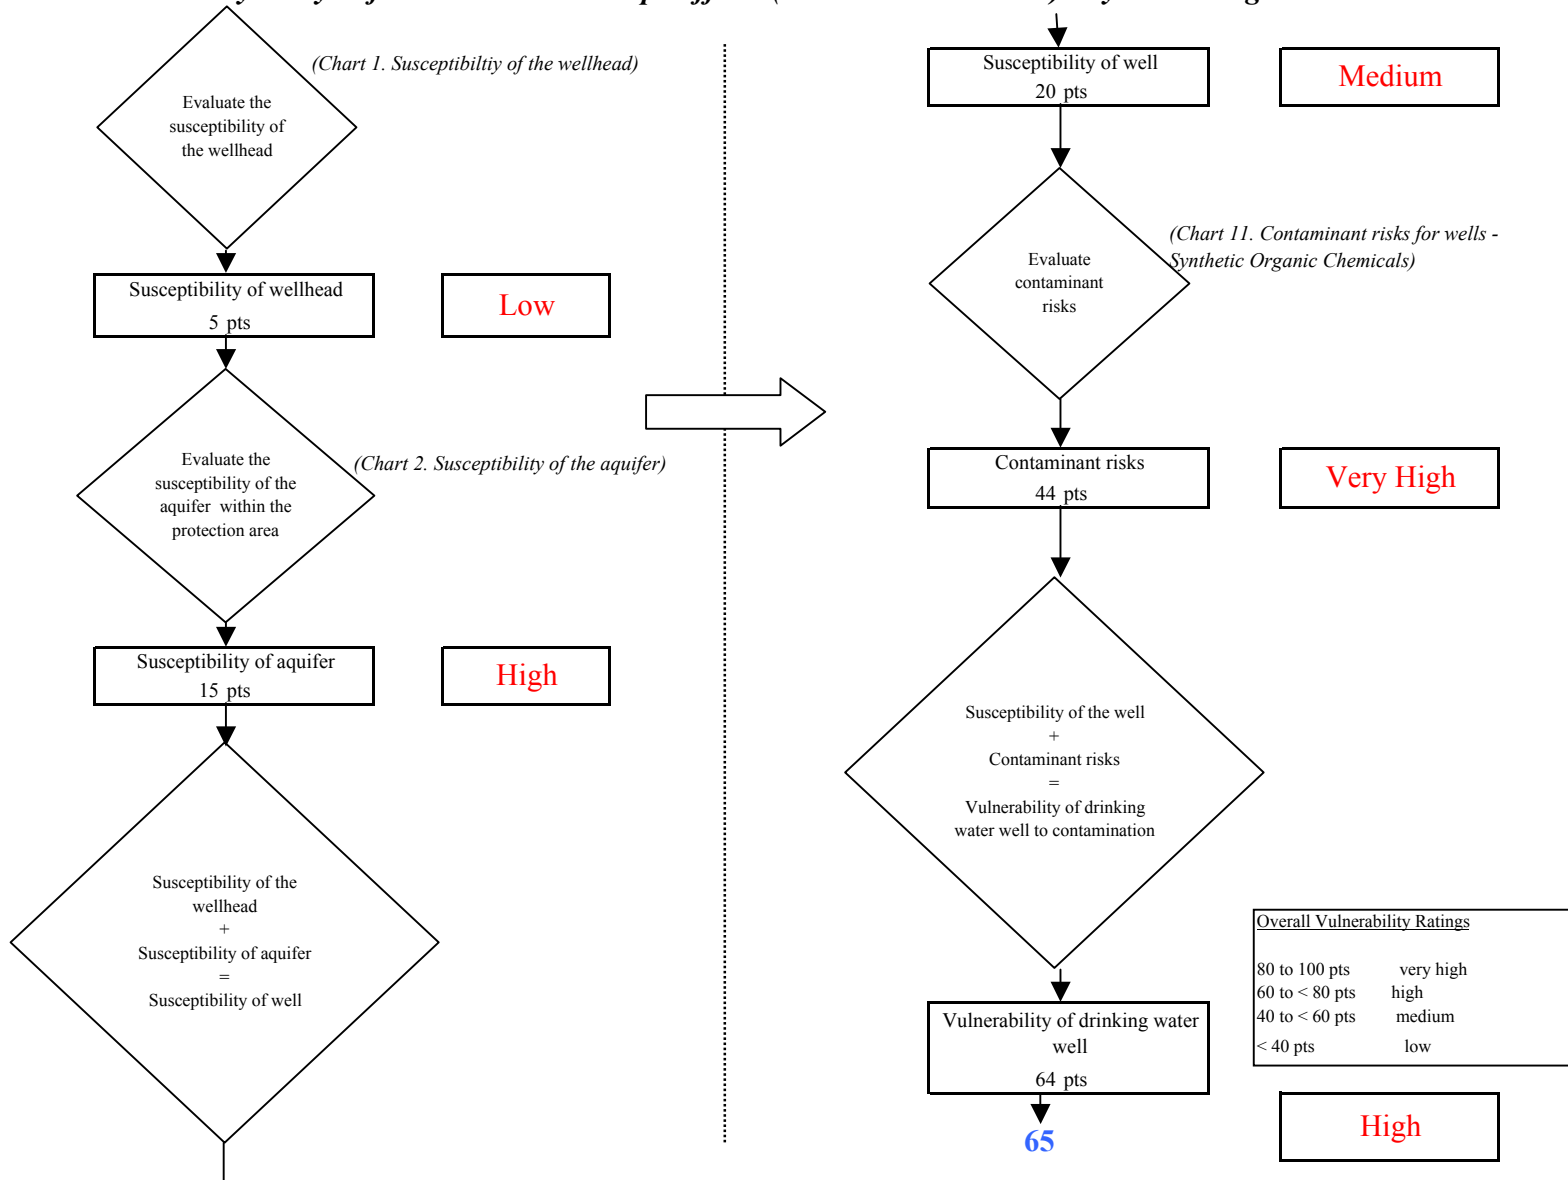 (Chart 1. Susceptibiltiy of the wellhead)
Evaluate the
susceptibility of
the wellhead
Susceptibility of wellhead
5 pts
Low
Evaluate the
susceptibility of the
aquifer within the
protection area
(Chart 2. Susceptibility of the aquifer)
Susceptibility of aquifer
15 pts
High
Susceptibility of the
wellhead
+
Susceptibility of aquifer
=
Susceptibility of well
Susceptibility of well
20 pts
Medium
Evaluate
contaminant
risks
(Chart 11. Contaminant risks for wells -
Synthetic Organic Chemicals)
Contaminant risks
44 pts
Very High
Susceptibility of the well
+
Contaminant risks
=
Vulnerability of drinking
water well to contamination
Overall Vulnerability Ratings
80 to 100 pts very high
60 to < 80 pts high
40 to < 60 pts medium
< 40 pts low
Vulnerability of drinking water
well
64 pts
65
High